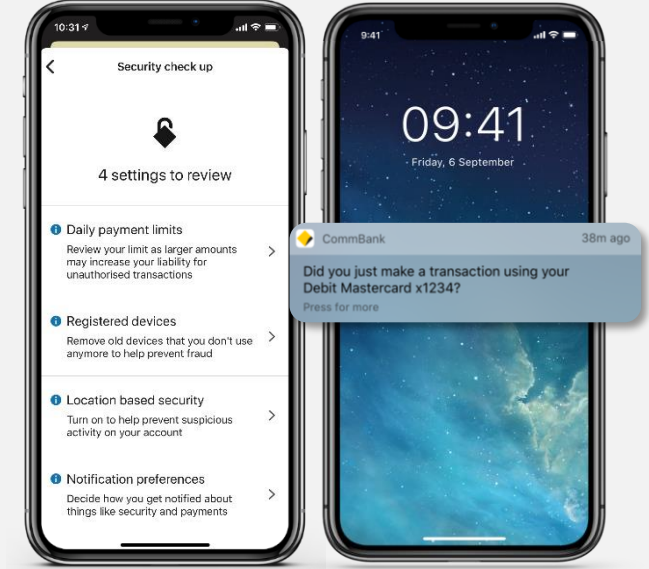 10:31
Security check up
4 settings to review
Daily payment limits
Review your limit as larger amounts
may increase your liability for
unauthorised transactions
Registered devices
Remove old devices that you don't use
anymore to help prevent fraud
Location based security
Turn on to help prevent suspicious
activity on your account
Notification preferences
Decide how you get notified about
things like security and payments
9:41
09:41
Friday, 6 September
CommBank 38m ago
Did you just make a transaction using your
Debit Mastercard x1234?
Press for more